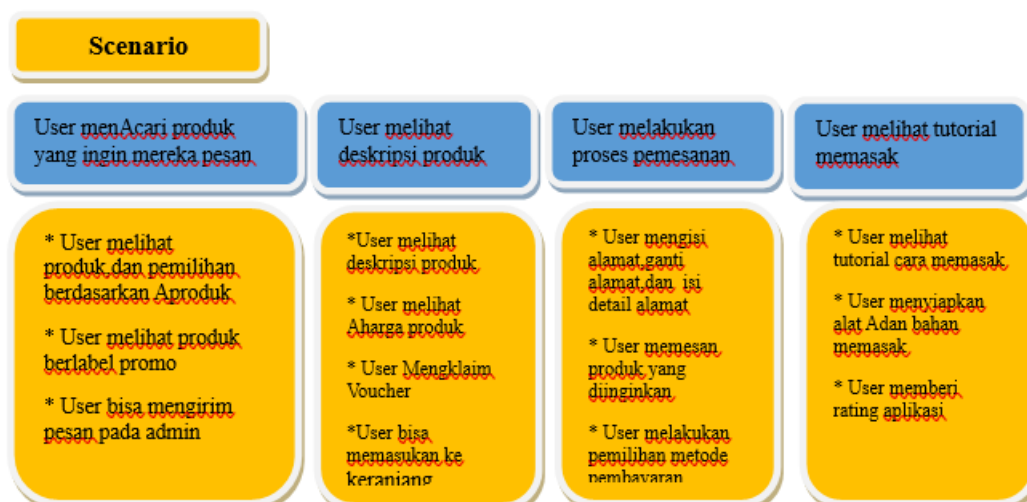 Scenario
User menAcari produk
yang ingin mereka pesan
User melihat
deskripsi produk
User melakukan
proses pemesanan
User melihat tutorial
memasak
* User melihat
produk,dan pemilihan
berdasarkan Aproduk
* User melihat produk
berlabel promo
* User bisa mengirim
pesan pada admin
*User melihat
deskripsi produk
* User melihat
Aharga produk
* User Mengklaim
Voucher
*User bisa
memasukan ke
keranjang
* User mengisi
alamat,ganti
alamat,dan isi
detail alamat
* User memesan
produk yang
diinginkan
* User melakukan
pemilihan metode
pembayaran
* User melihat
tutorial cara memasak
* User menyiapkan
alat Adan bahan
memasak
* User memberi
rating aplikasi